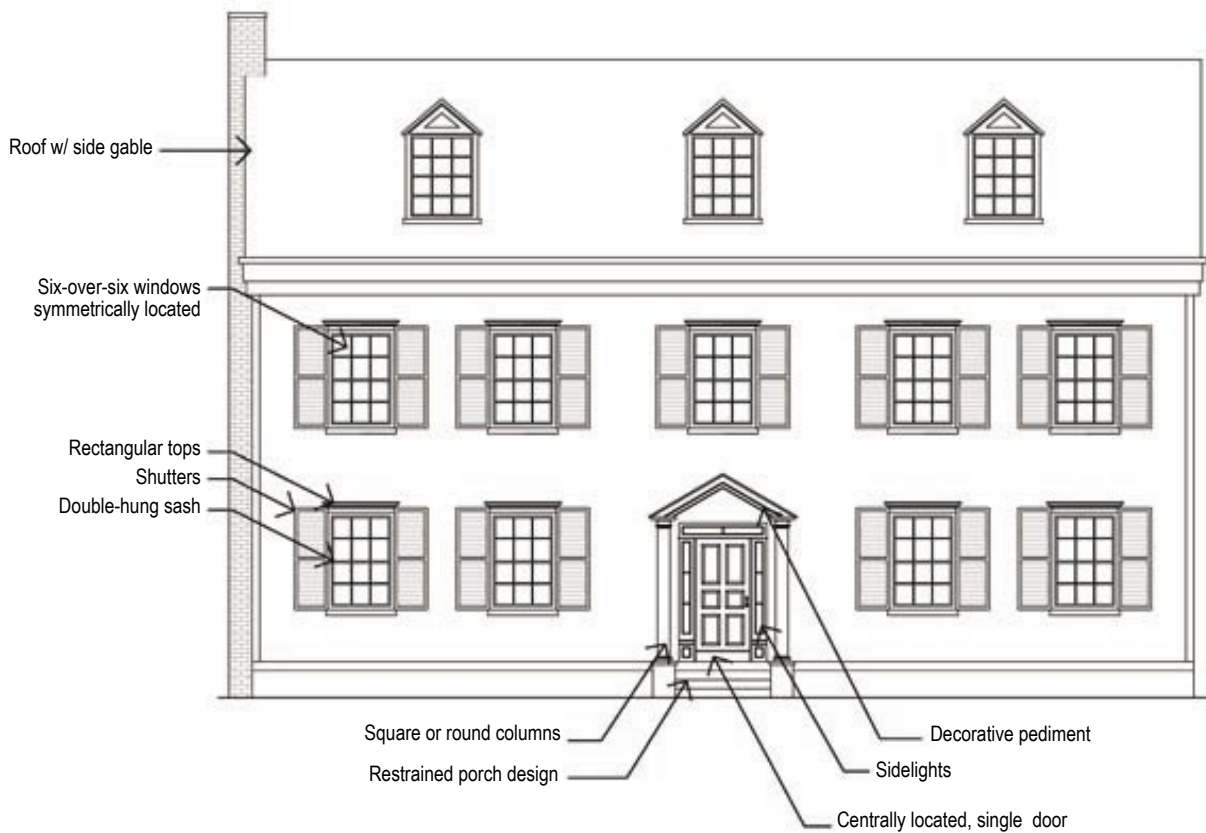 Roof w/ side gable
Six-over-six windows
symmetrically located
Rectangular tops
Shutters
Double-hung sash
Square or round columns
Restrained porch design
Decorative pediment
Sidelights
Centrally located, single door